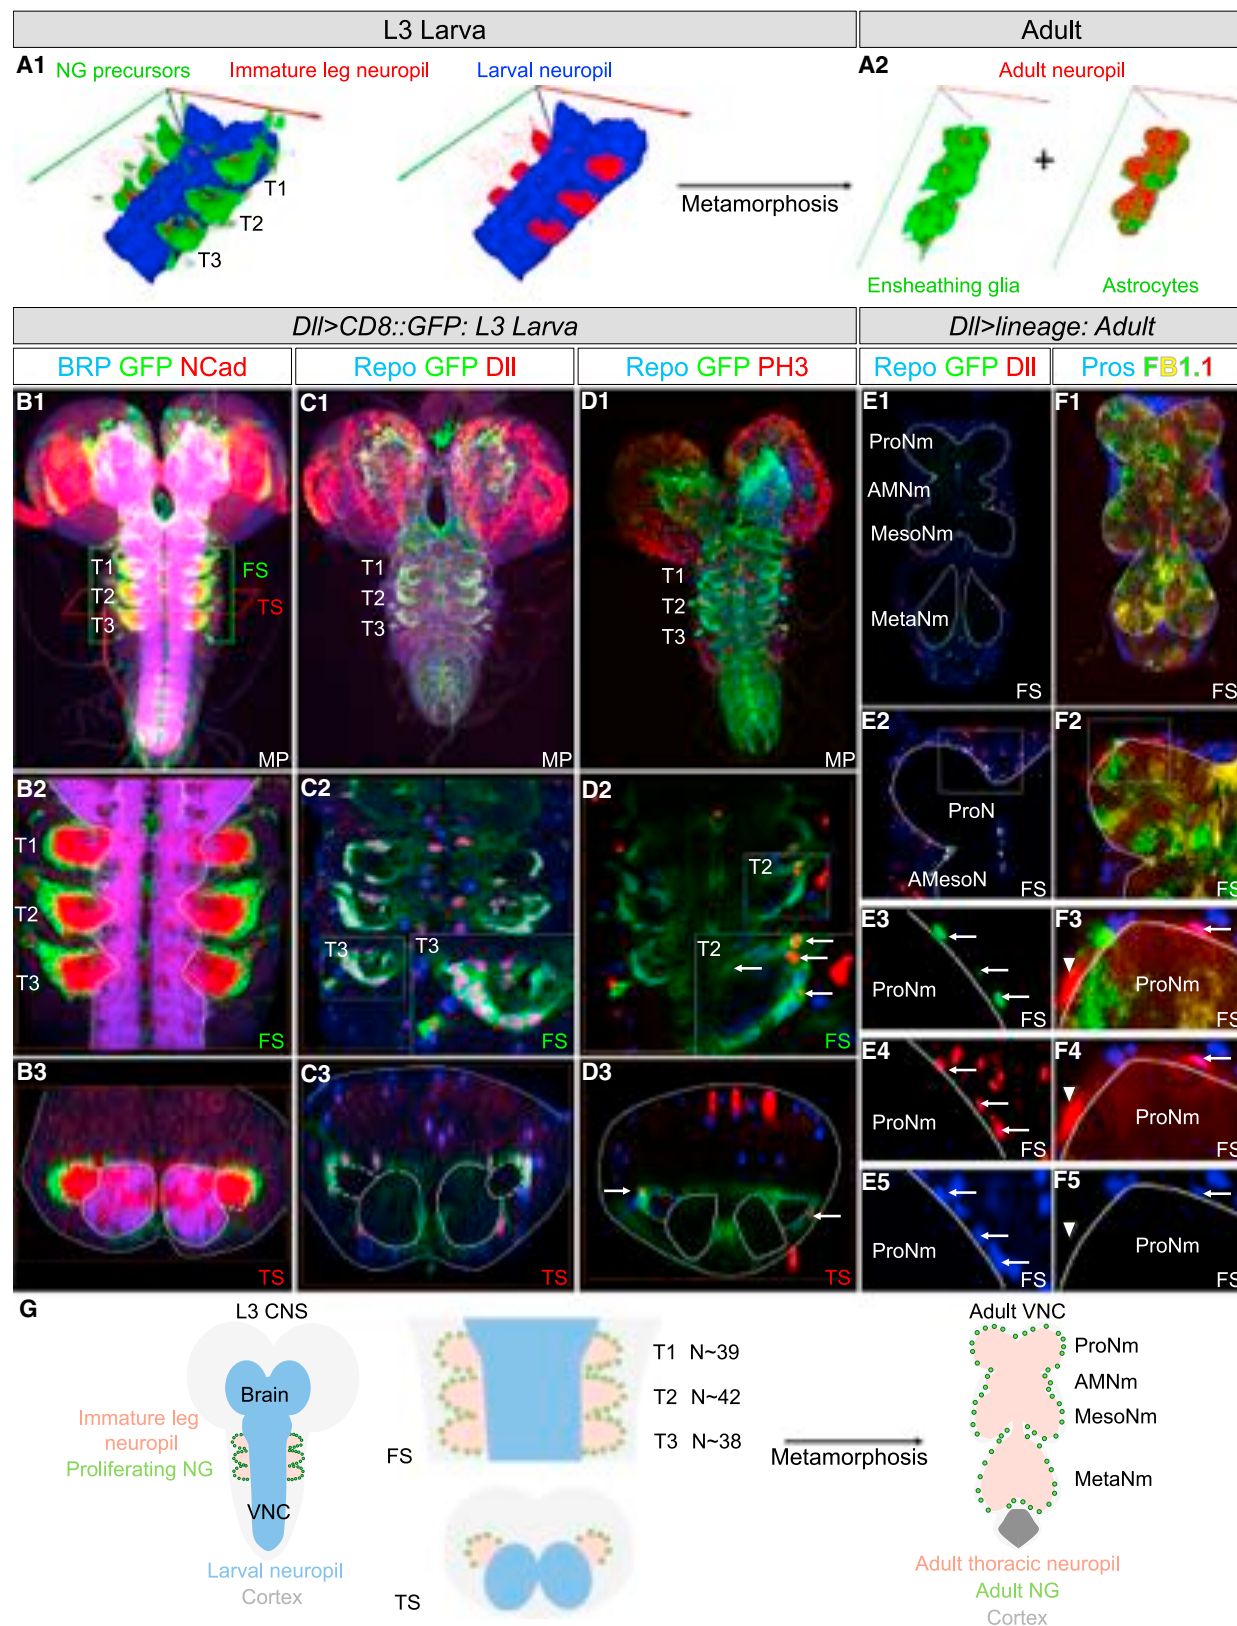 L3 Larva
Adult
A1
NG precursors
Immature leg neuropil
Larval neuropil
A2
Adult neuropil
T1
T2
T3
Metamorphosis
+
Ensheathing glia
Astrocytes
Dll>CD8::GFP: L3 Larva
Dll>lineage: Adult
BRP GFP NCad
Repo GFP Dll
Repo GFP PH3
Repo GFP Dll
Pros FB1.1
B1
T1
T2
T3
FS
TS
MP
C1
T1
T2
T3
MP
D1
T1
T2
T3
MP
E1
ProNm
AMNm
MesoNm
MetaNm
FS
F1
FS
B2
T1
T2
T3
FS
C2
T3
T3
FS
D2
T2
T2
FS
E2
ProN
AMesoN
FS
F2
FS
E3
ProNm
FS
F3
ProNm
FS
B3
TS
C3
TS
D3
TS
E4
ProNm
FS
F4
ProNm
FS
E5
ProNm
FS
F5
ProNm
FS
G
L3 CNS
Brain
Immature leg
neuropil
Proliferating NG
VNC
Larval neuropil
Cortex
T1 N~39
T2 N~42
T3 N~38
FS
TS
Metamorphosis
Adult VNC
ProNm
AMNm
MesoNm
MetaNm
Adult thoracic neuropil
Adult NG
Cortex